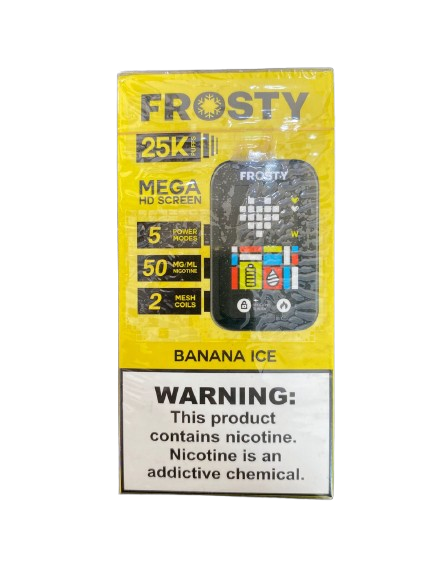 FROSTY
25K PUFFS
MEGA
HD SCREEN
FROSTY
5 POWER MODES
W.
50 MG/ML NICOTINE
2 MESH COILS
BANANA ICE
WARNING:
This product
contains nicotine.
Nicotine is an
addictive chemical.